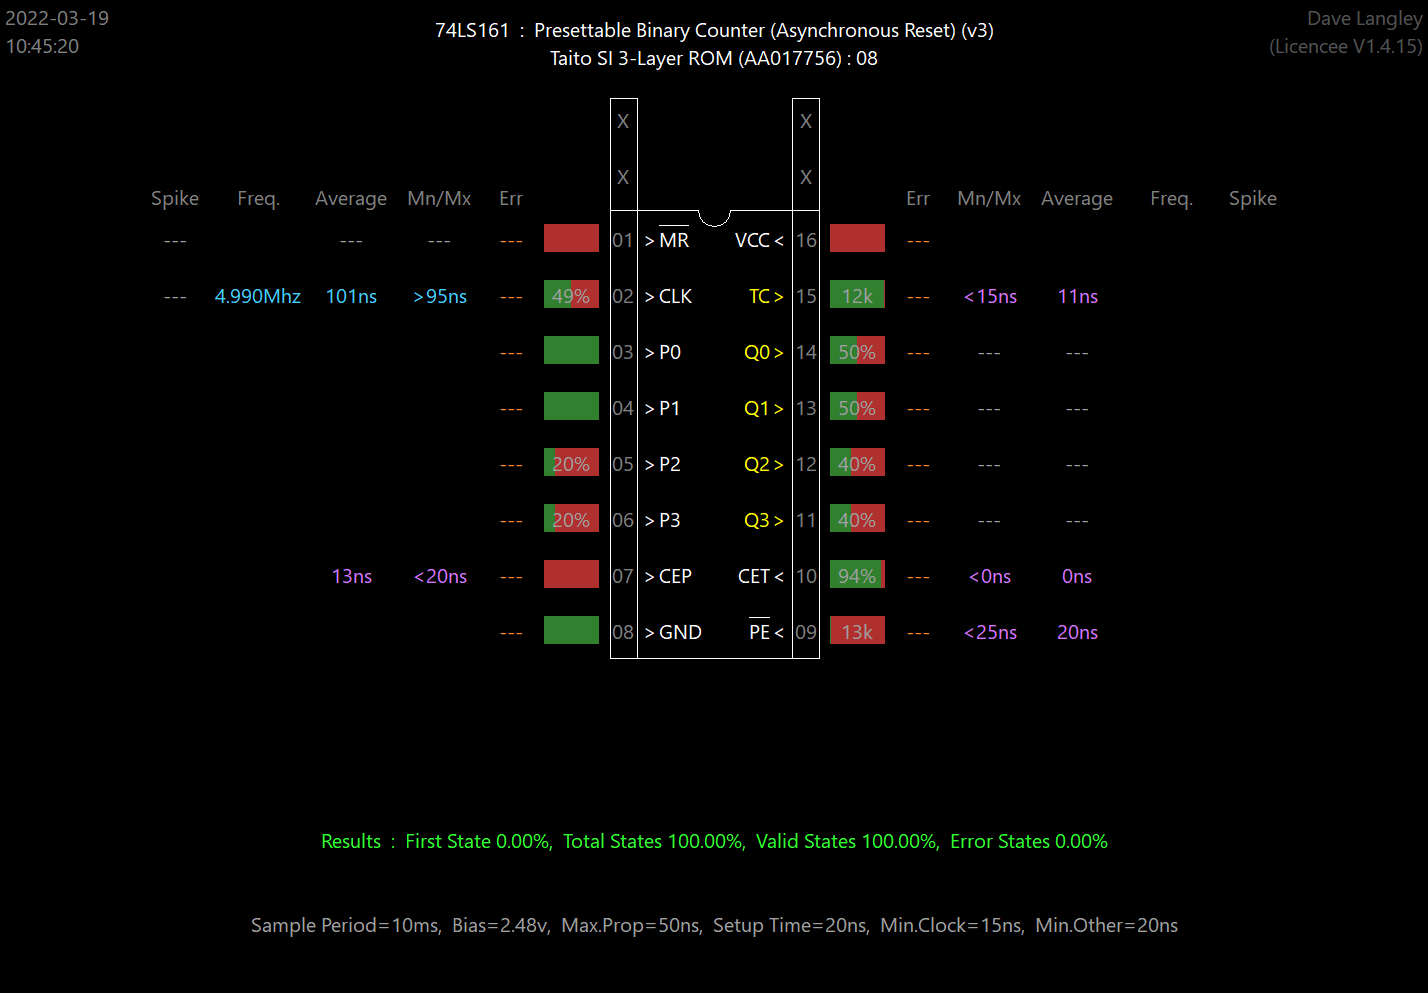 2022-03-19
10:45:20
74LS161 : Presettable Binary Counter (Asynchronous Reset) (v3)
Taito SI 3-Layer ROM (AA017756) : 08
Dave Langley
(Licencee V1.4.15)
X X
X X
Spike Freq. Average Mn/Mx Err Err Mn/Mx Average Freq. Spike
--- --- --- --- 01 >MR VCC< 16 ---
--- 4.990Mhz 101ns >95ns --- 49% 02 >CLK TC> 15 12k --- <15ns 11ns
--- 03 >P0 Q0> 14 50% --- --- ---
--- 04 >P1 Q1> 13 50% --- --- ---
--- 20% 05 >P2 Q2> 12 40% --- --- ---
--- 20% 06 >P3 Q3> 11 40% --- --- ---
13ns <20ns --- 07 >CEP CET< 10 94% --- <0ns 0ns
--- 08 >GND PE< 09 13k --- <25ns 20ns
Results : First State 0.00%, Total States 100.00%, Valid States 100.00%, Error States 0.00%
Sample Period=10ms, Bias=2.48v, Max.Prop=50ns, Setup Time=20ns, Min.Clock=15ns, Min.Other=20ns